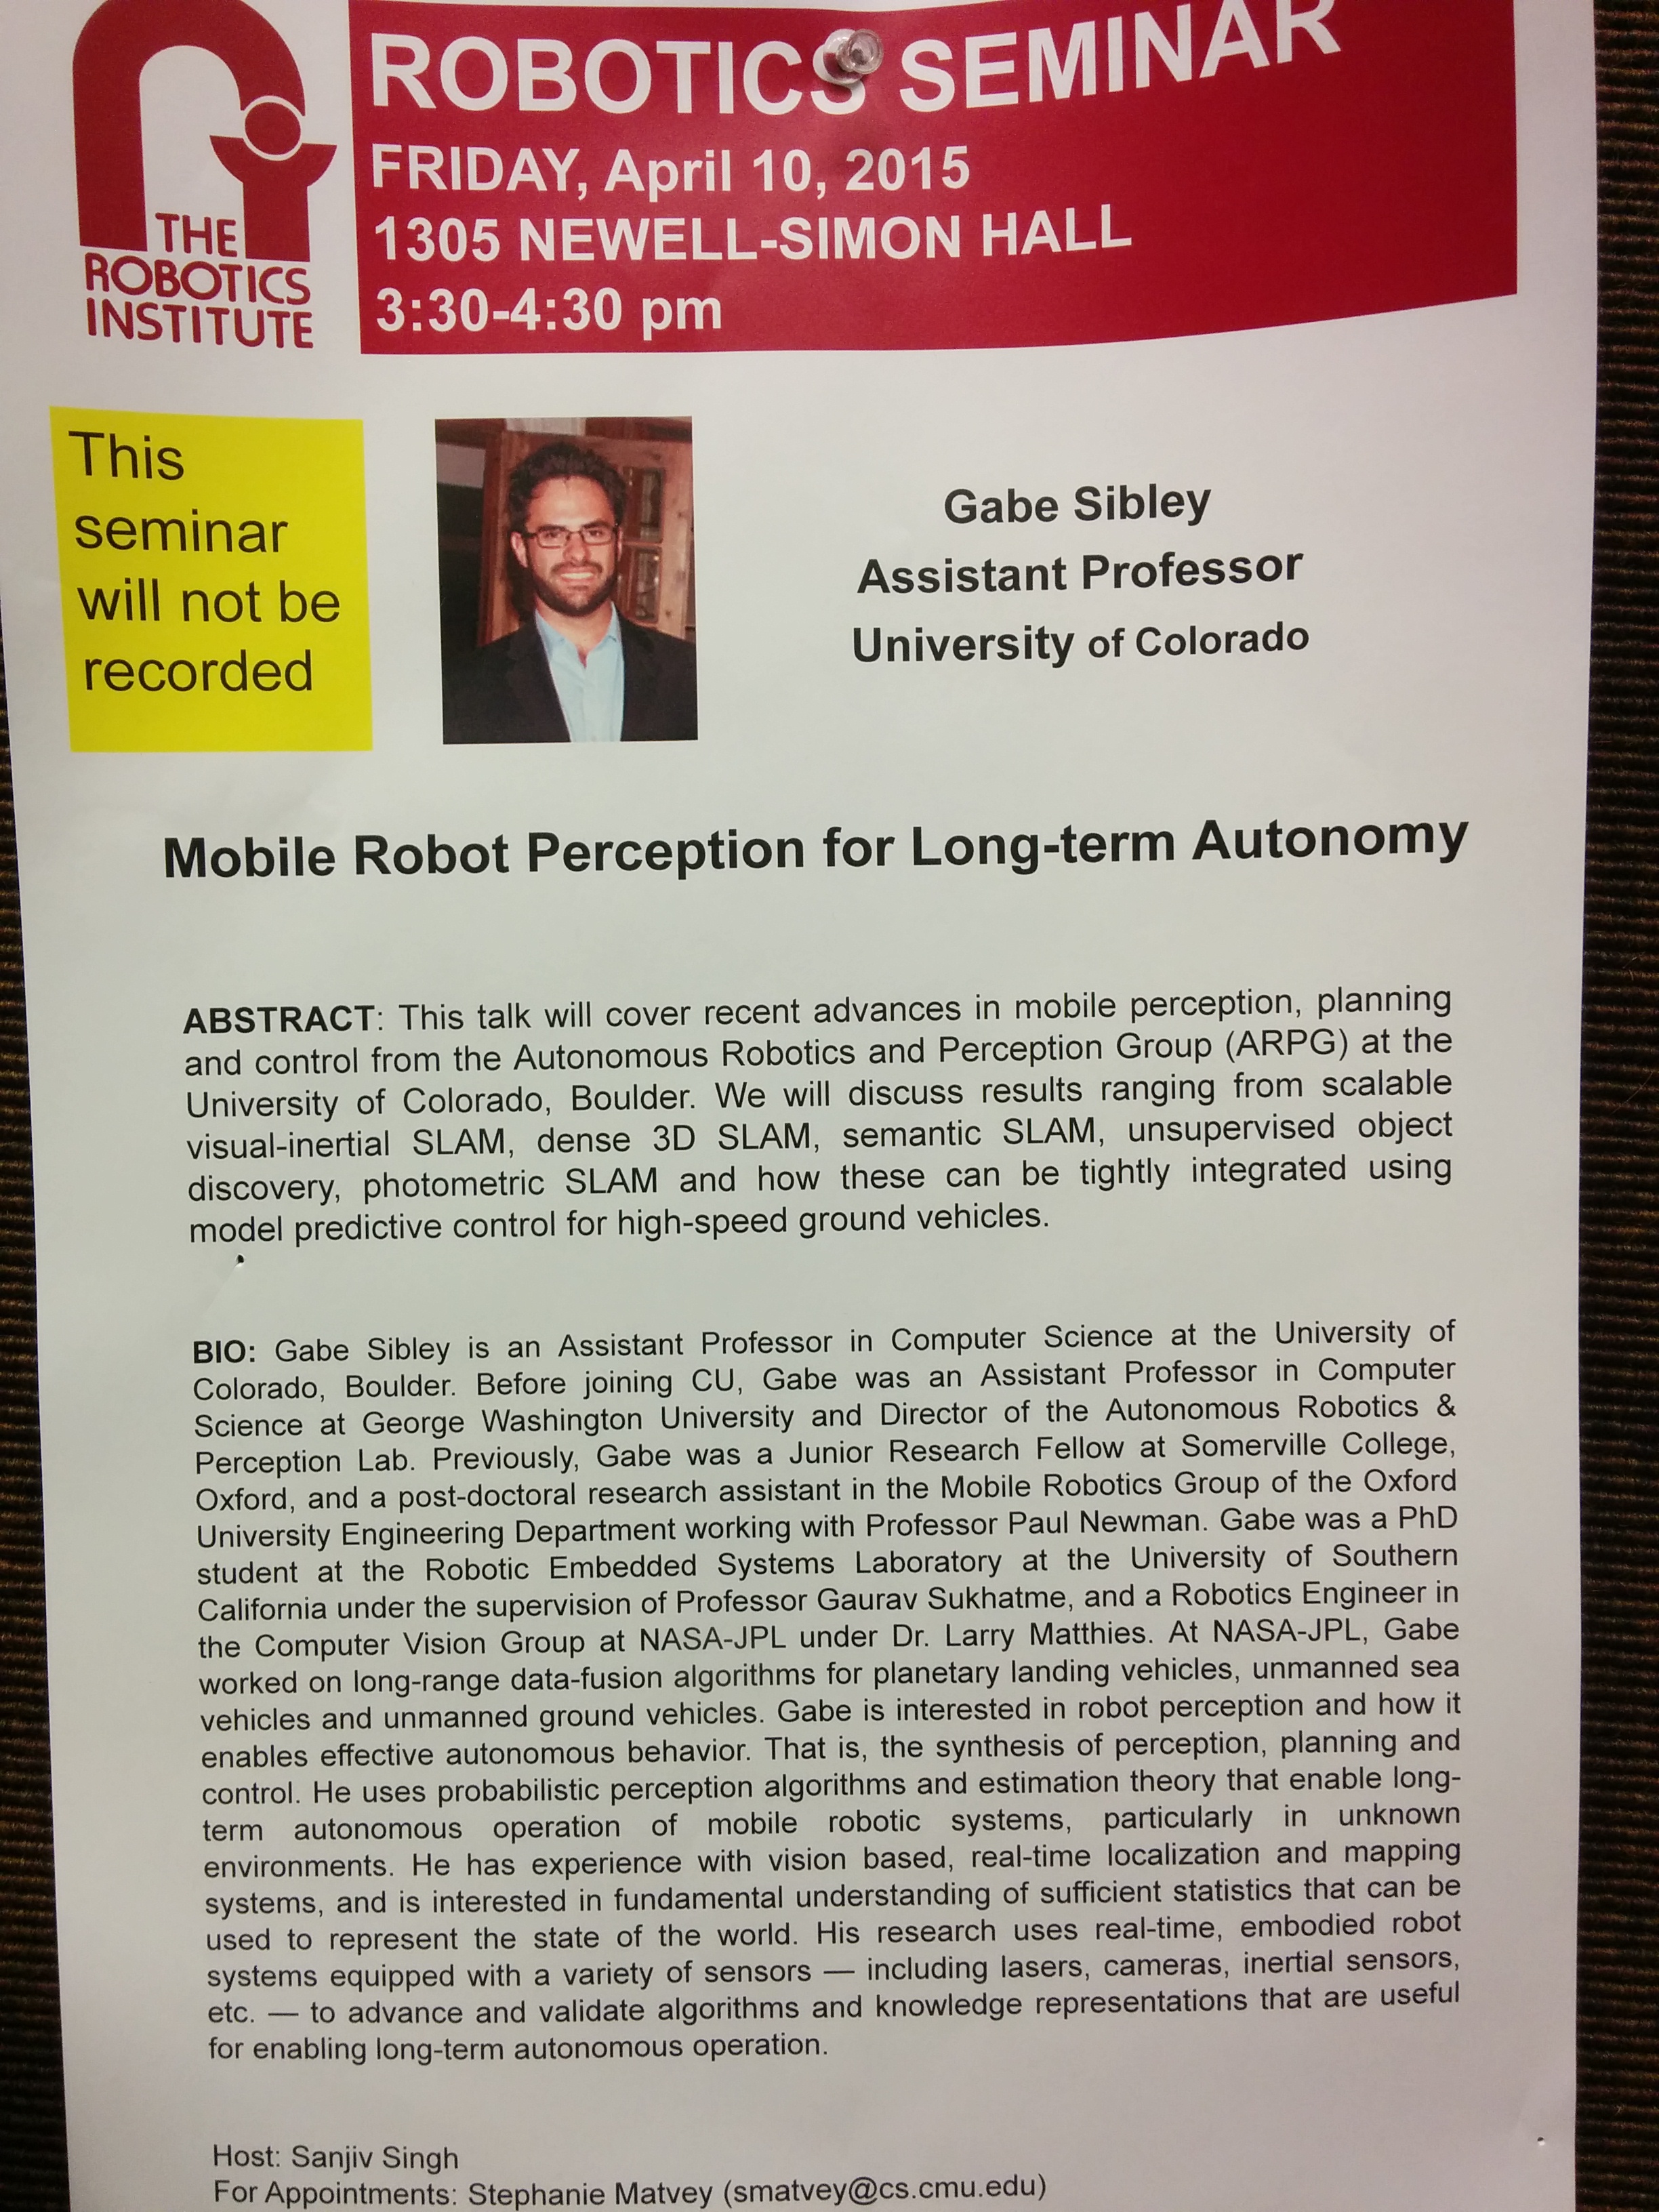 ROBOTICS SEMINAR
FRIDAY, April 10, 2015
1305 NEWELL-SIMON HALL
3:30-4:30 pm
THE
ROBOTICS
INSTITUTE
This
seminar
will not be
recorded
Gabe Sibley
Assistant Professor
University of Colorado
Mobile Robot Perception for Long-term Autonomy
ABSTRACT: This talk will cover recent advances in mobile perception, planning
and control from the Autonomous Robotics and Perception Group (ARPG) at the
University of Colorado, Boulder. We will discuss results ranging from scalable
visual-inertial SLAM, dense 3D SLAM, semantic SLAM, unsupervised object
discovery, photometric SLAM and how these can be tightly integrated using
model predictive control for high-speed ground vehicles.
BIO: Gabe Sibley is an Assistant Professor in Computer Science at the University of
Colorado, Boulder. Before joining CU, Gabe was an Assistant Professor in Computer
Science at George Washington University and Director of the Autonomous Robotics &
Perception Lab. Previously, Gabe was a Junior Research Fellow at Somerville College,
Oxford, and a post-doctoral research assistant in the Mobile Robotics Group of the Oxford
University Engineering Department working with Professor Paul Newman. Gabe was a PhD
student at the Robotic Embedded Systems Laboratory at the University of Southern
California under the supervision of Professor Gaurav Sukhatme, and a Robotics Engineer in
the Computer Vision Group at NASA-JPL under Dr. Larry Matthies. At NASA-JPL, Gabe
worked on long-range data-fusion algorithms for planetary landing vehicles, unmanned sea
vehicles and unmanned ground vehicles. Gabe is interested in robot perception and how it
enables effective autonomous behavior. That is, the synthesis of perception, planning and
control. He uses probabilistic perception algorithms and estimation theory that enable long-
term autonomous operation of mobile robotic systems, particularly in unknown
environments. He has experience with vision based, real-time localization and mapping
systems, and is interested in fundamental understanding of sufficient statistics that can be
used to represent the state of the world. His research uses real-time, embodied robot
systems equipped with a variety of sensors — including lasers, cameras, inertial sensors,
etc. — to advance and validate algorithms and knowledge representations that are useful
for enabling long-term autonomous operation.
Host: Sanjiv Singh
For Appointments: Stephanie Matvey (smatvey@cs.cmu.edu)